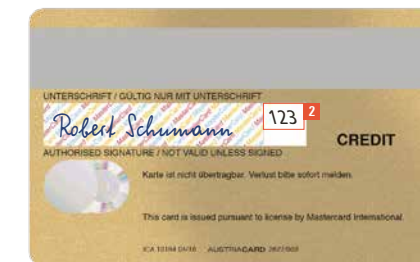 UNTERSCHRIFT / GÜLTIG NUR MIT UNTERSCHRIFT
Robert Schumann 123 2
CREDIT
AUTHORISED SIGNATURE / NOT VALID UNLESS SIGNED
Karte ist nicht übertragbar. Verlust bitte sofort melden.
This card is issued pursuant to license by Mastercard International.
AUSTRIACARD